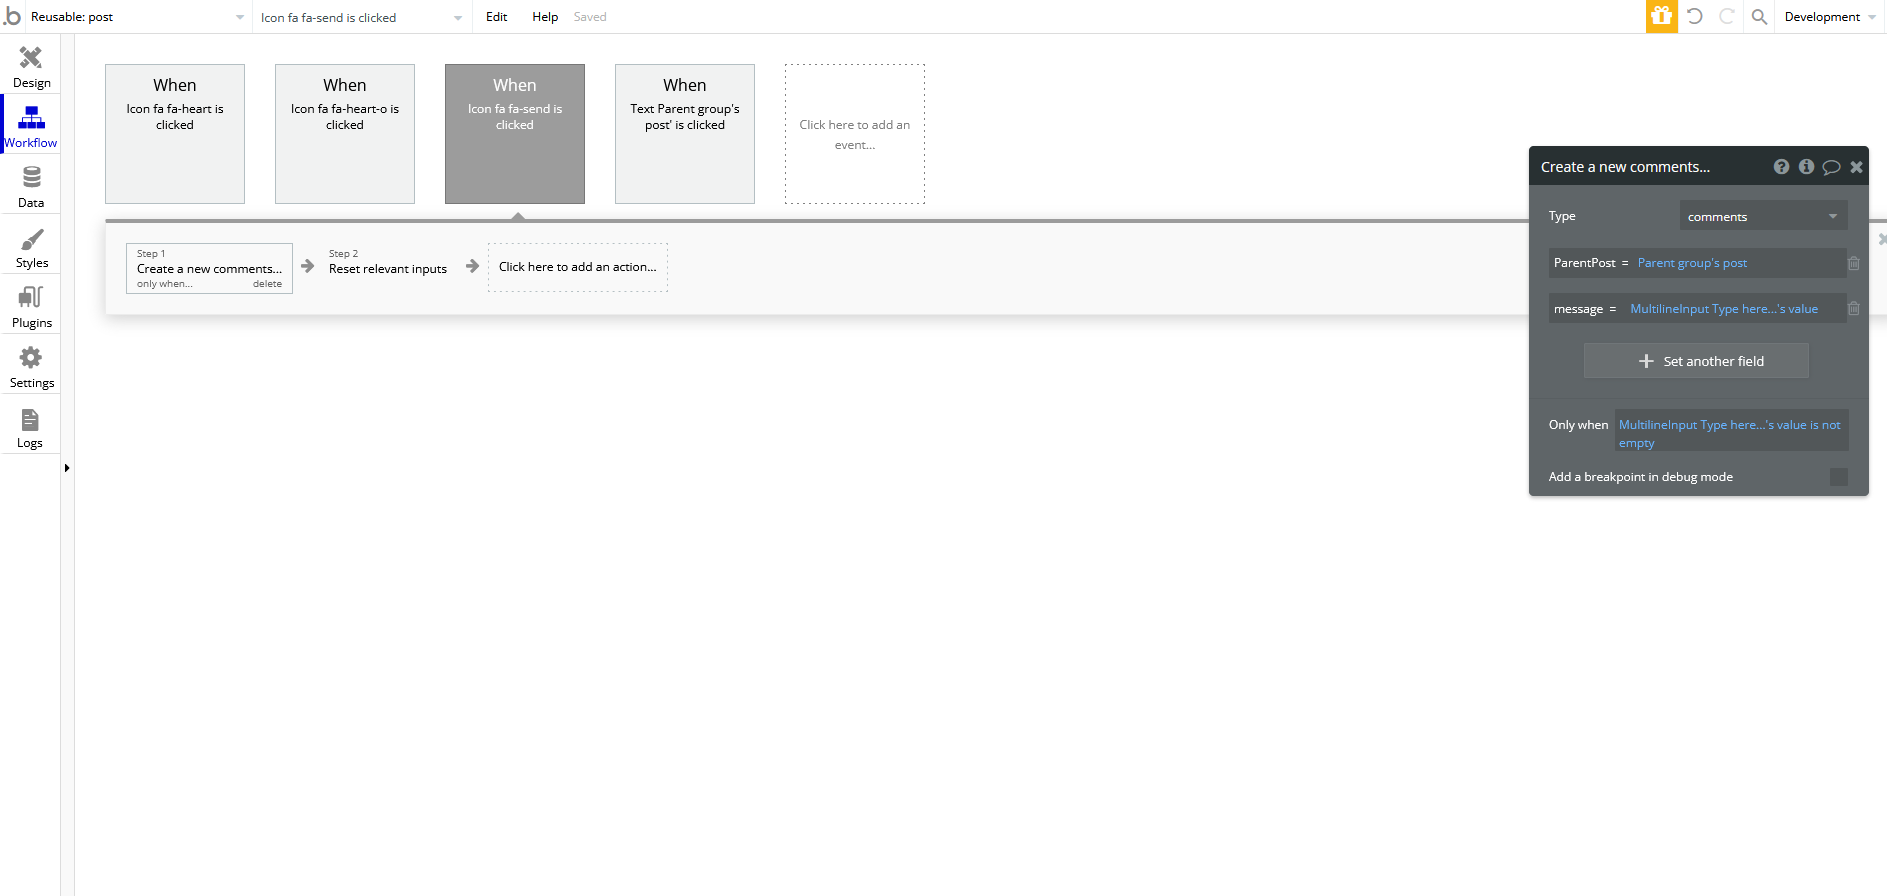 .b
Reusable: post
Icon fa fa-send is clicked
Edit
Help
Saved
Development
Design
Workflow
Data
Styles
Plugins
Settings
Logs
When
Icon fa fa-heart is
clicked
When
Icon fa fa-heart-o is
clicked
When
Icon fa fa-send is
clicked
When
Text Parent group's
post' is clicked
Click here to add an
event...
Step 1
Create a new comments...
only when...
delete
Step 2
Reset relevant inputs
Click here to add an action...
Create a new comments...
Type
comments
ParentPost = Parent group's post
message = MultilineInput Type here...'s value
Set another field
Only when
MultilineInput Type here...'s value is not
empty
Add a breakpoint in debug mode